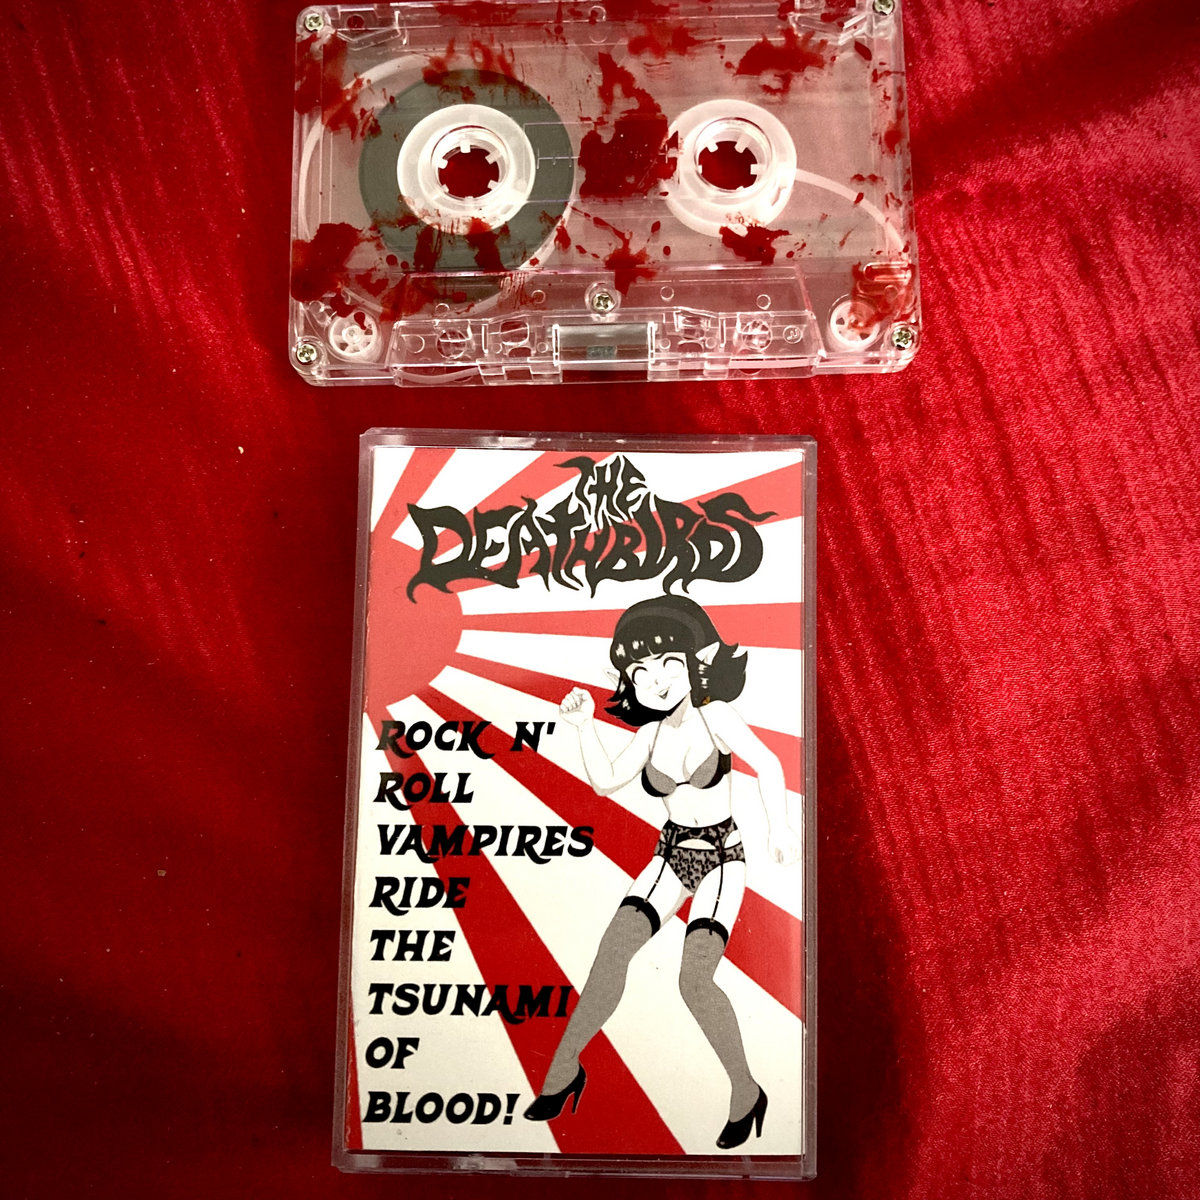 THE
DEATHBIRDS
ROCK N'
ROLL
VAMPIRES
RIDE
THE
TSUNAMI
OF
BLOOD!